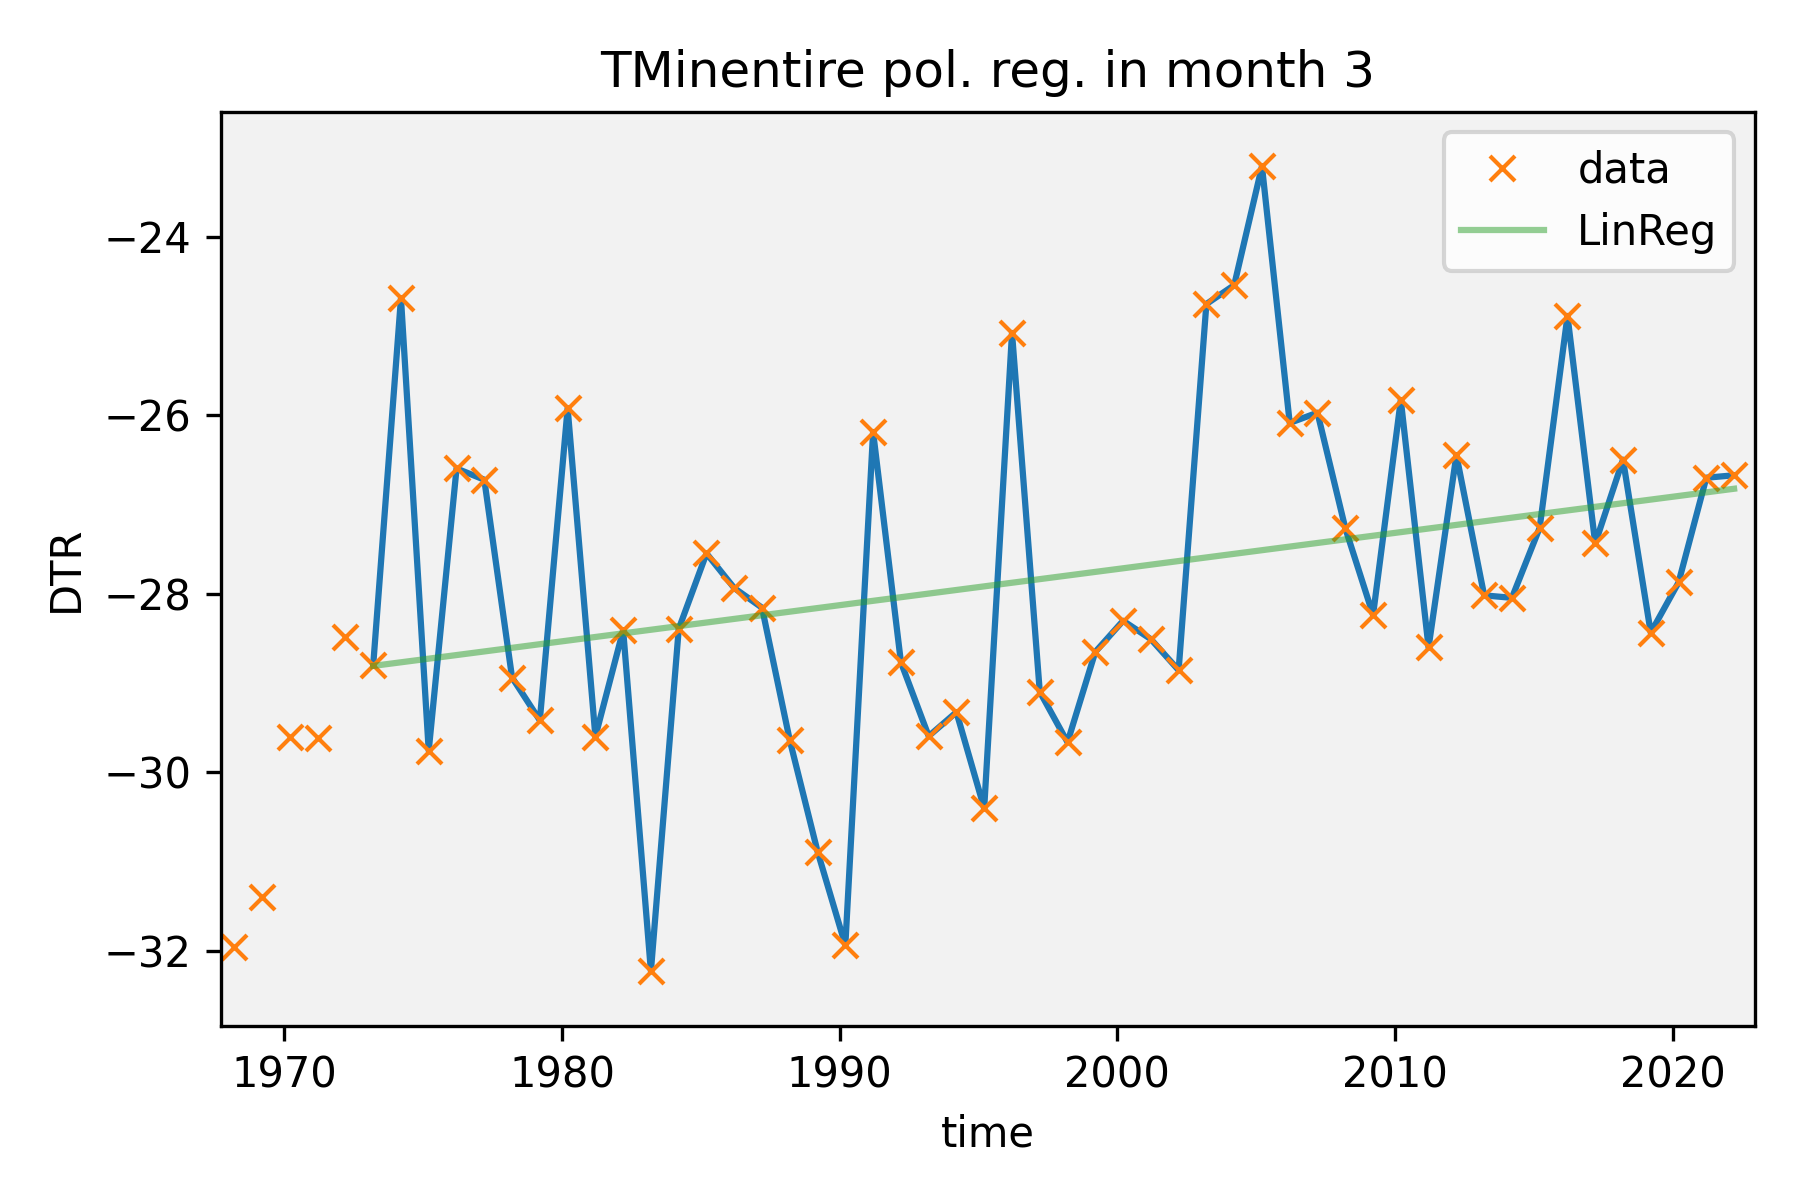 TMinentire pol. reg. in month 3
data
LinReg
DTR
−24
−26
−28
−30
−32
1970 1980 1990 2000 2010 2020
time